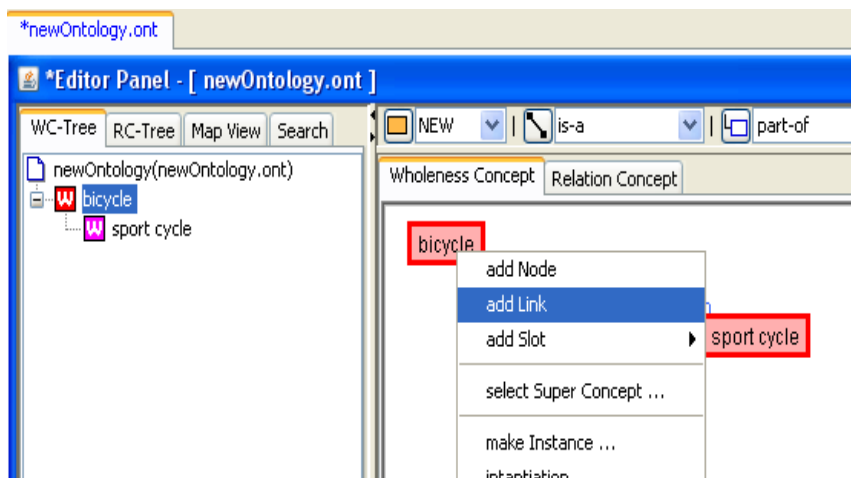 *newOntology.ont
*Editor Panel - [ newOntology.ont ]
WC-Tree RC-Tree Map View Search
NEW is-a part-of
newOntology(newOntology.ont)
bicycle
sport cycle
Wholeness Concept Relation Concept
bicycle
add Node
add Link
add Slot
sport cycle
select Super Concept ...
make Instance ...
intantiation